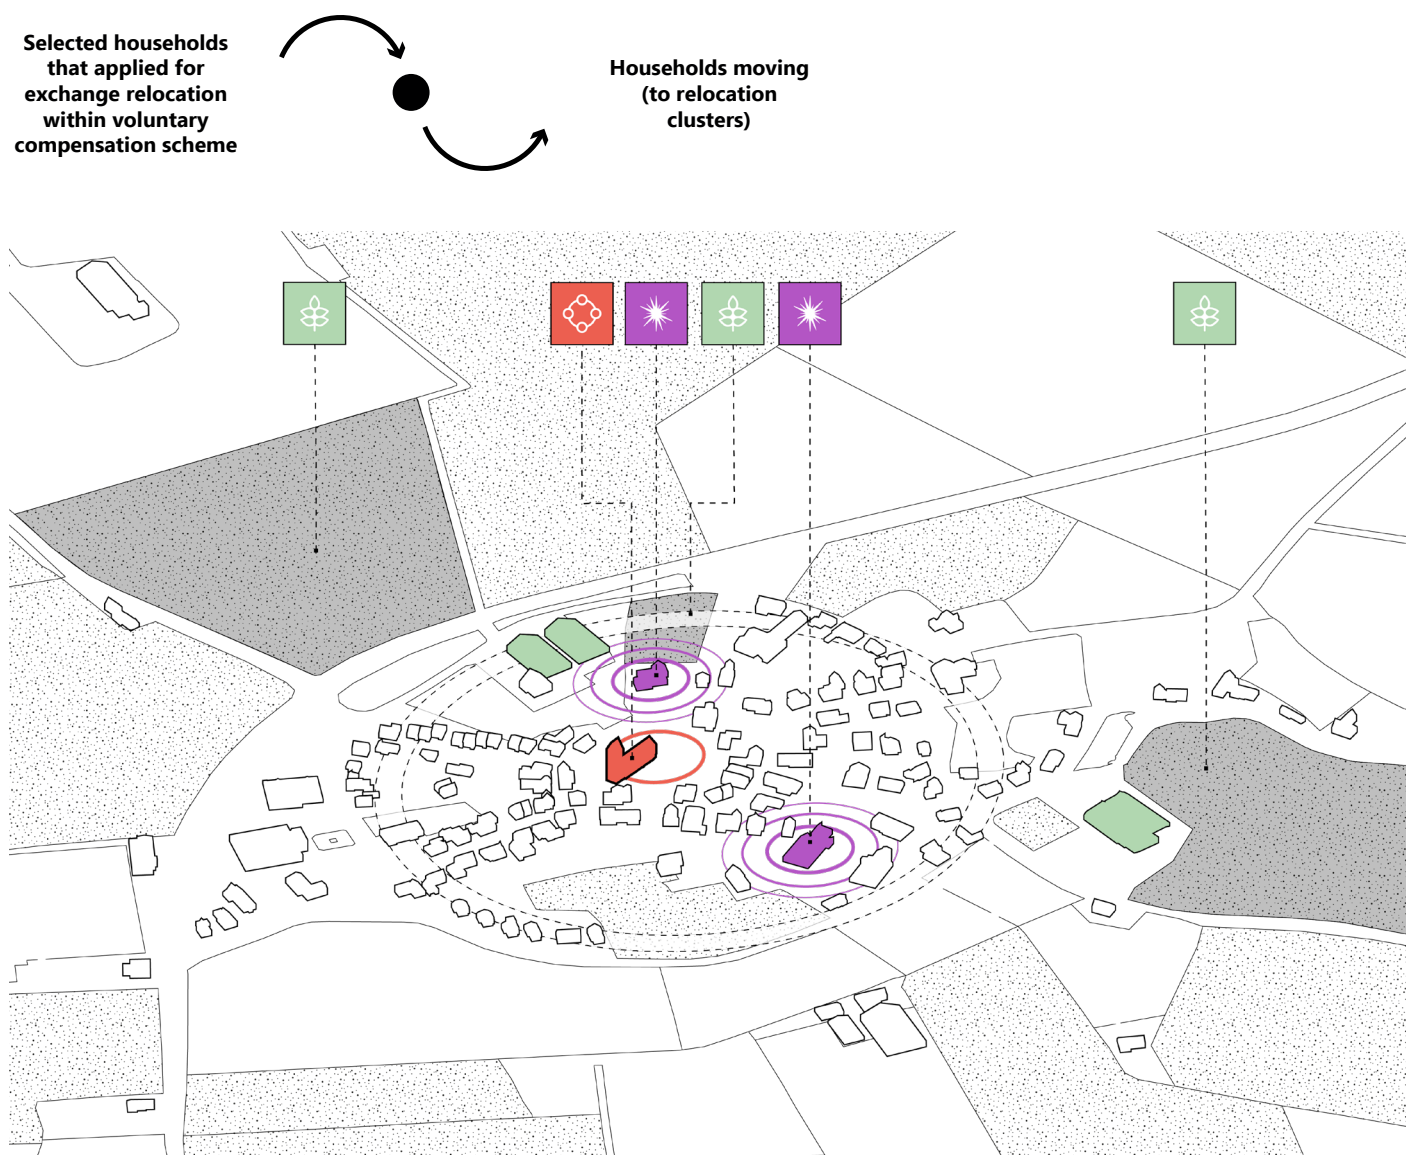 Selected households
that applied for
exchange relocation
within voluntary
compensation scheme
Households moving
(to relocation
clusters)